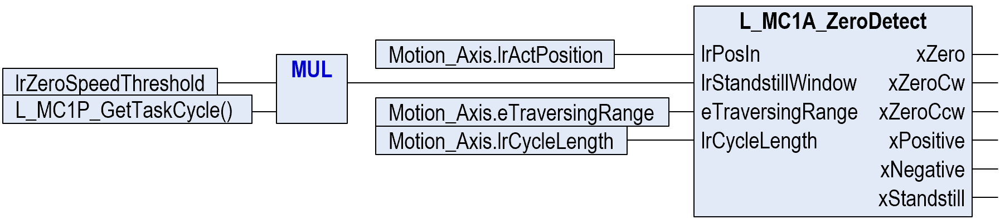 L_MC1A_ZeroDetect
Motion_Axis.lrActPosition
lrPosIn
xZero
MUL
lrZeroSpeedThreshold
lrStandstillWindow
xZeroCw
L_MC1P_GetTaskCycle()
Motion_Axis.eTraversingRange
eTraversingRange
xZeroCcw
Motion_Axis.lrCycleLength
lrCycleLength
xPositive
xNegative
xStandstill